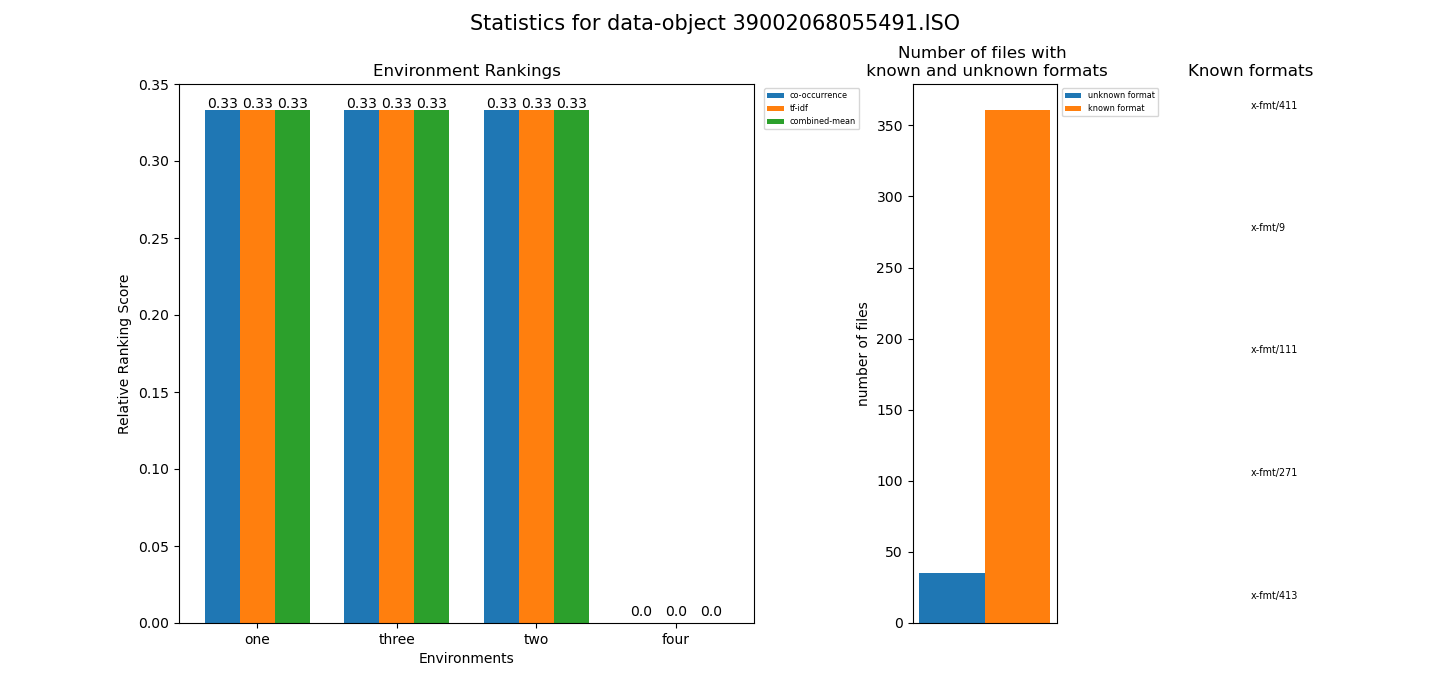 Statistics for data-object 39002068055491.ISO
Environment Rankings
0.35
0.30
0.25
0.20
0.15
0.10
0.05
0.00
Relative Ranking Score
0.33 0.33 0.33 0.33 0.33 0.33 0.33 0.33 0.33
0.0 0.0 0.0
one three two four
Environments
co-occurrence
tf-idf
combined-mean
Number of files with
known and unknown formats
350
300
250
200
150
100
50
0
number of files
unknown format
known format
Known formats
x-fmt/411
x-fmt/9
x-fmt/111
x-fmt/271
x-fmt/413